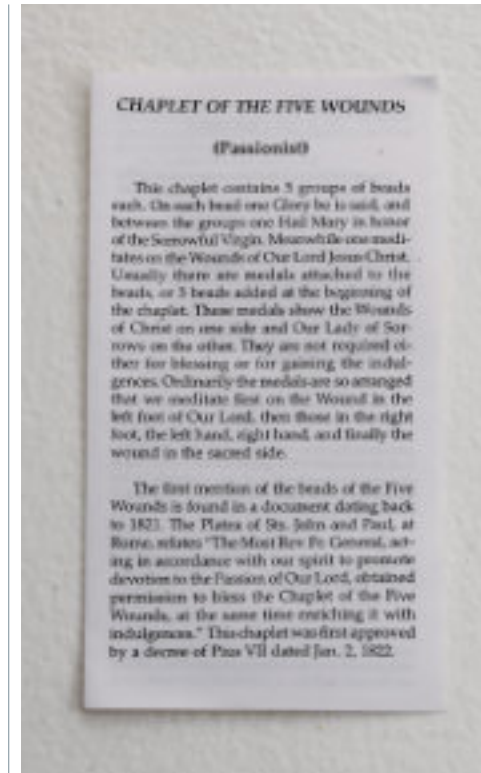 CHAPLET OF THE FIVE WOUNDS
(Passionist)
This chaplet contains 5 groups of beads
each. On each bead one Glory be is said, and
between the groups one Hail Mary in honor
of the Sorrowful Virgin. Meanwhile one medi-
tates on the Wounds of Our Lord Jesus Christ.
Usually there are medals attached to the
beads, or 5 beads added at the beginning of
the chaplet. These medals show the Wounds
of Christ on one side and Our Lady of Sor-
rows on the other. They are not required ei-
ther for blessing or for gaining the indul-
gences. Ordinarily the medals are so arranged
that we meditate first on the Wound in the
left foot of Our Lord, then those in the right
foot, the left hand, right hand, and finally the
wound in the sacred side.
The first mention of the beads of the Five
Wounds is found in a document dating back
to 1821. The Platea of Sts. John and Paul, at
Rome, relates "The Most Rev. Fr. General, act-
ing in accordance with our spirit to promote
devotion to the Passion of Our Lord, obtained
permission to bless the Chaplet of the Five
Wounds, at the same time enriching it with
indulgences." This chaplet was first approved
by a decree of Pius VII dated Jan. 2, 1822.